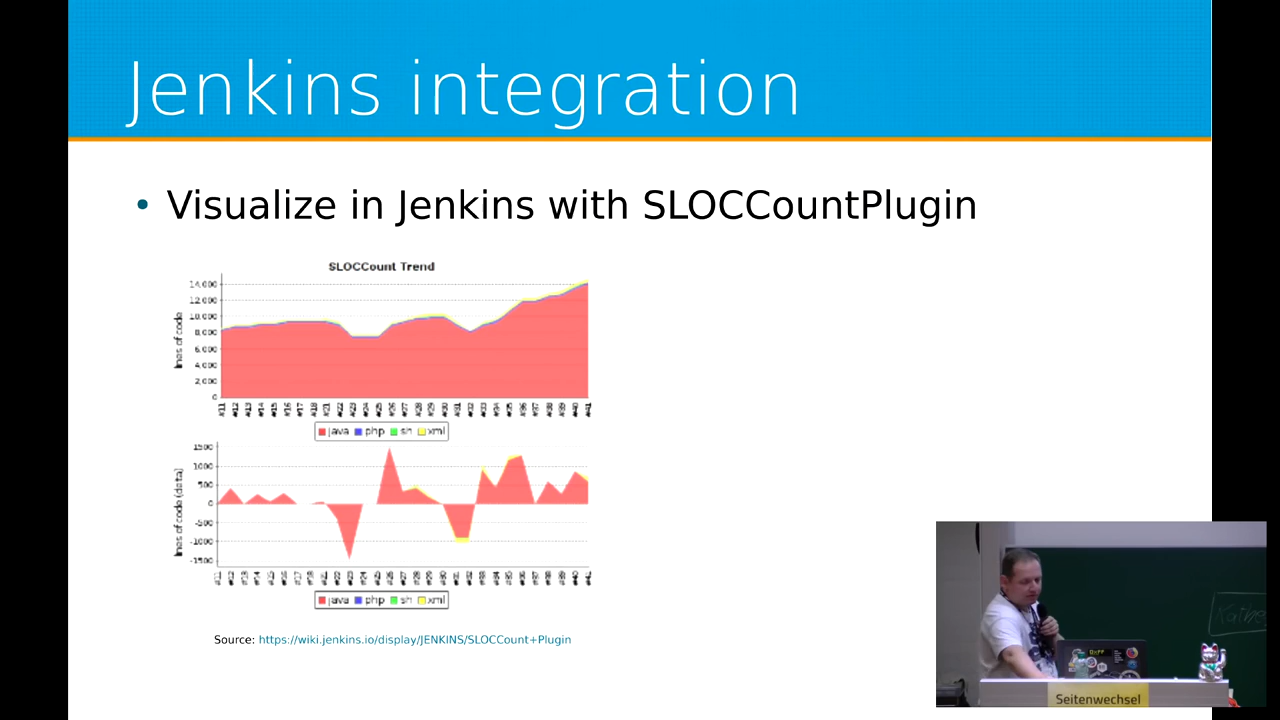 Jenkins integration
• Visualize in Jenkins with SLOCCountPlugin
SLOCCount Trend
lines of code
14,000
12,000
10,000
8,000
6,000
4,000
2,000
0
java php sh xml
lines of code (delta)
1500
1000
500
0
-500
-1000
-1500
java php sh xml
Source: https://wiki.jenkins.io/display/JENKINS/SLOCCount+Plugin
0xFF
Seitenwechsel